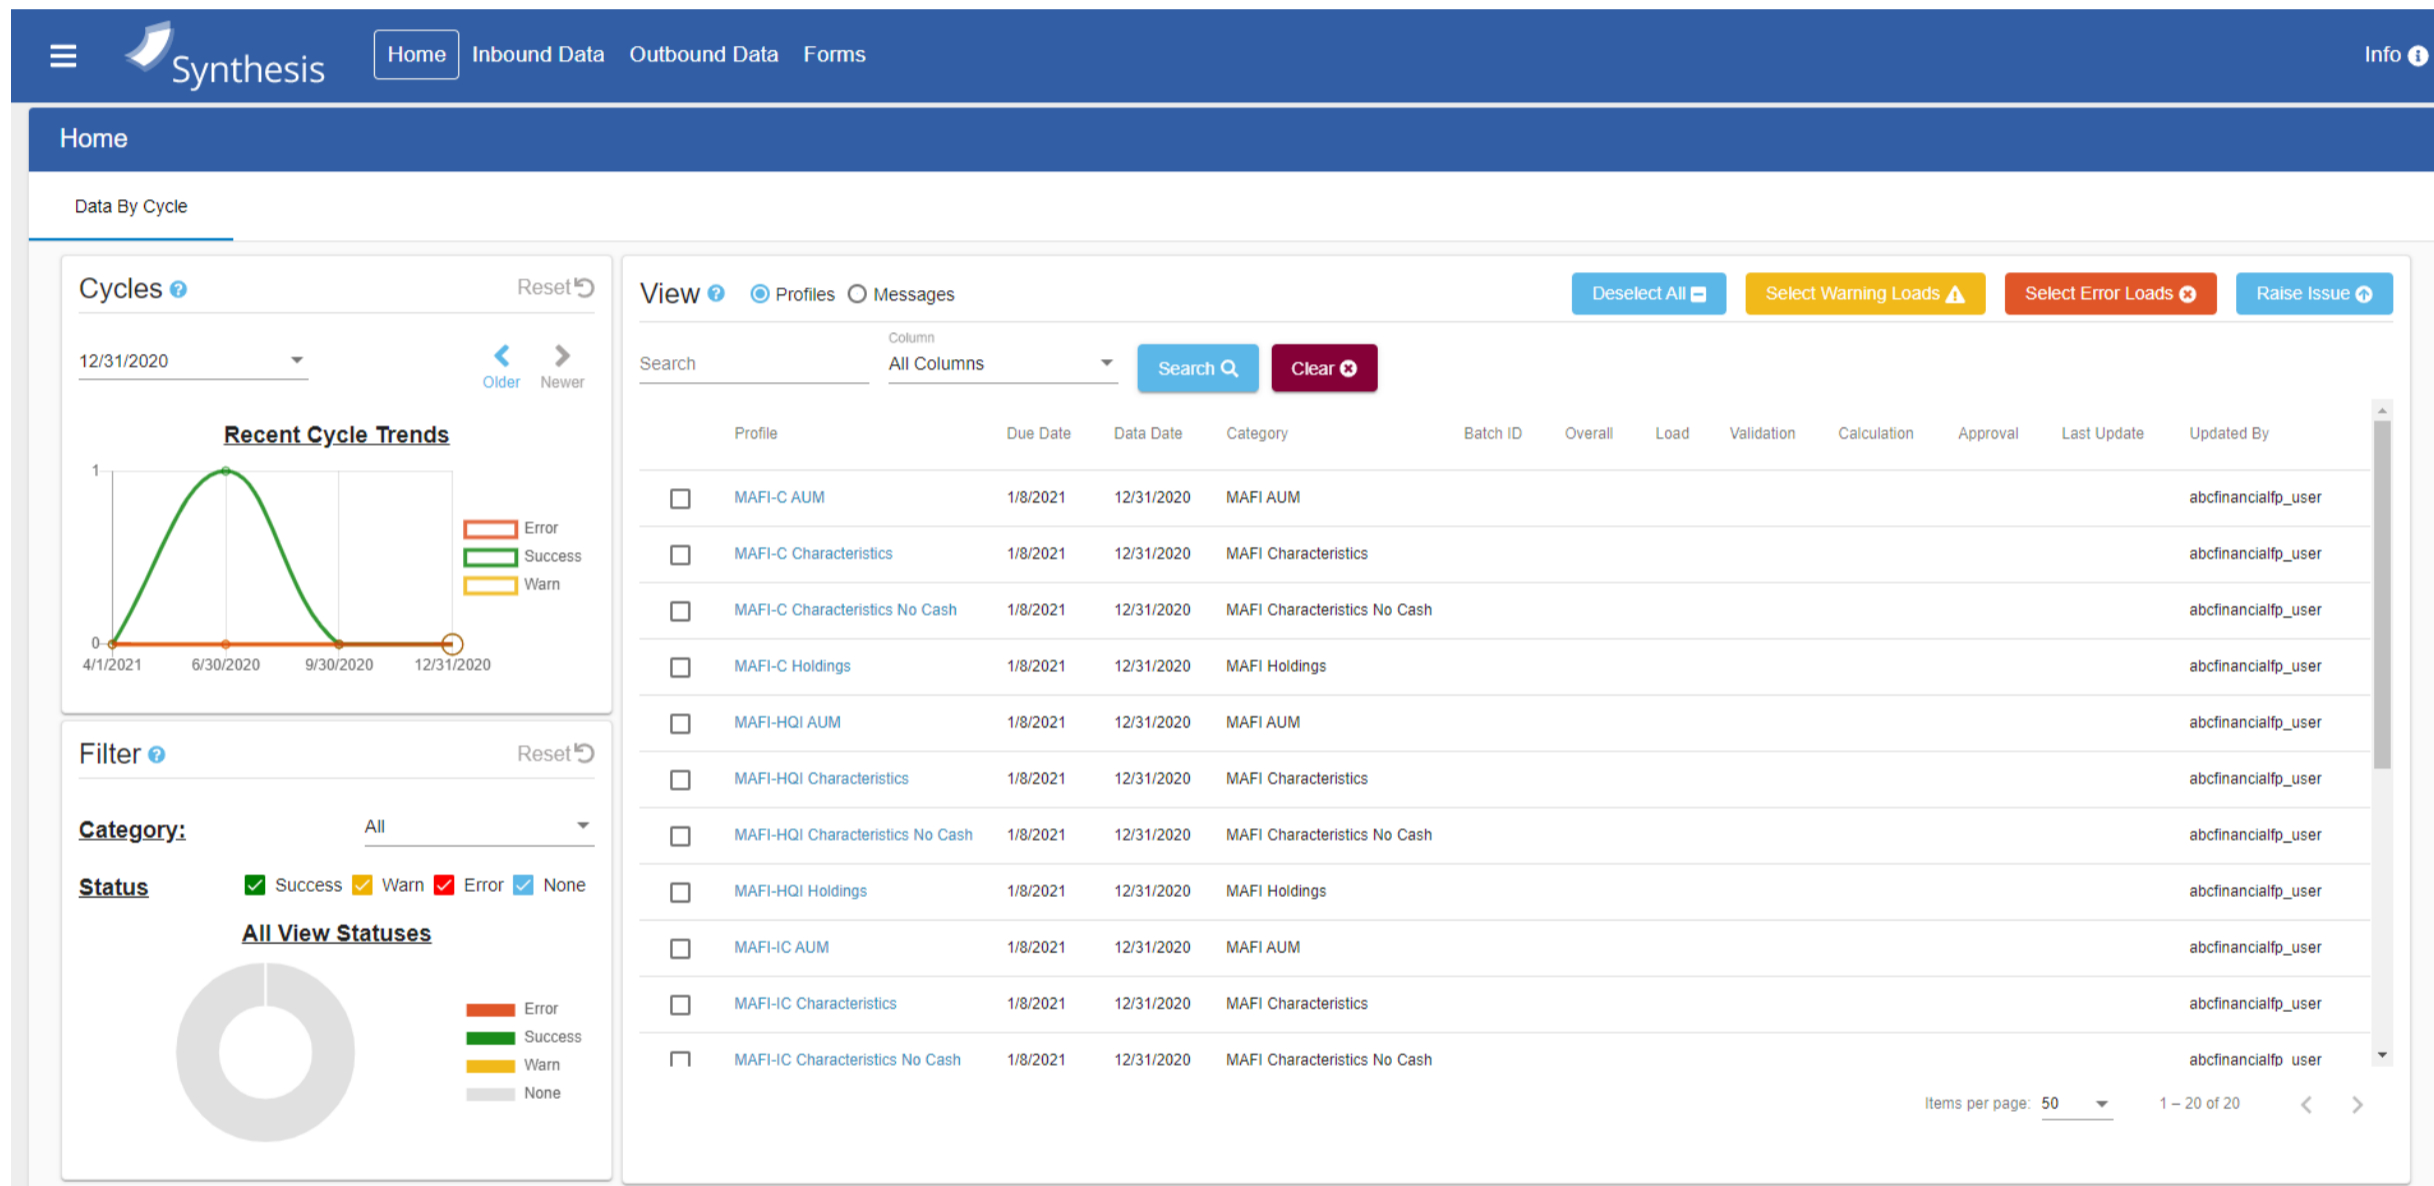 Synthesis
Home Inbound Data Outbound Data Forms
Info
Home
Data By Cycle
Cycles
Reset
12/31/2020
Older Newer
Recent Cycle Trends
1
0
4/1/2021 6/30/2020 9/30/2020 12/31/2020
Error
Success
Warn
Filter
Reset
Category: All
Status Success Warn Error None
All View Statuses
Error
Success
Warn
None
View Profiles Messages
Deselect All Select Warning Loads Select Error Loads Raise Issue
Search Column All Columns Search Clear
Profile Due Date Data Date Category Batch ID Overall Load Validation Calculation Approval Last Update Updated By
MAFI-C AUM 1/8/2021 12/31/2020 MAFI AUM abcfinancialfp_user
MAFI-C Characteristics 1/8/2021 12/31/2020 MAFI Characteristics abcfinancialfp_user
MAFI-C Characteristics No Cash 1/8/2021 12/31/2020 MAFI Characteristics No Cash abcfinancialfp_user
MAFI-C Holdings 1/8/2021 12/31/2020 MAFI Holdings abcfinancialfp_user
MAFI-HQI AUM 1/8/2021 12/31/2020 MAFI AUM abcfinancialfp_user
MAFI-HQI Characteristics 1/8/2021 12/31/2020 MAFI Characteristics abcfinancialfp_user
MAFI-HQI Characteristics No Cash 1/8/2021 12/31/2020 MAFI Characteristics No Cash abcfinancialfp_user
MAFI-HQI Holdings 1/8/2021 12/31/2020 MAFI Holdings abcfinancialfp_user
MAFI-IC AUM 1/8/2021 12/31/2020 MAFI AUM abcfinancialfp_user
MAFI-IC Characteristics 1/8/2021 12/31/2020 MAFI Characteristics abcfinancialfp_user
MAFI-IC Characteristics No Cash 1/8/2021 12/31/2020 MAFI Characteristics No Cash abcfinancialfp_user
Items per page: 50 1 – 20 of 20